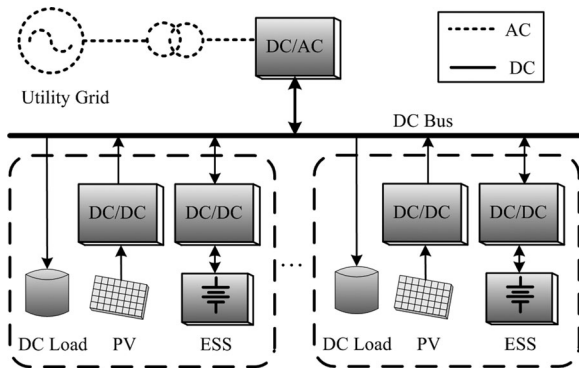 DC/AC
AC
DC
Utility Grid
DC Bus
DC/DC
DC/DC
DC/DC
DC/DC
...
DC Load
PV
ESS
DC Load
PV
ESS